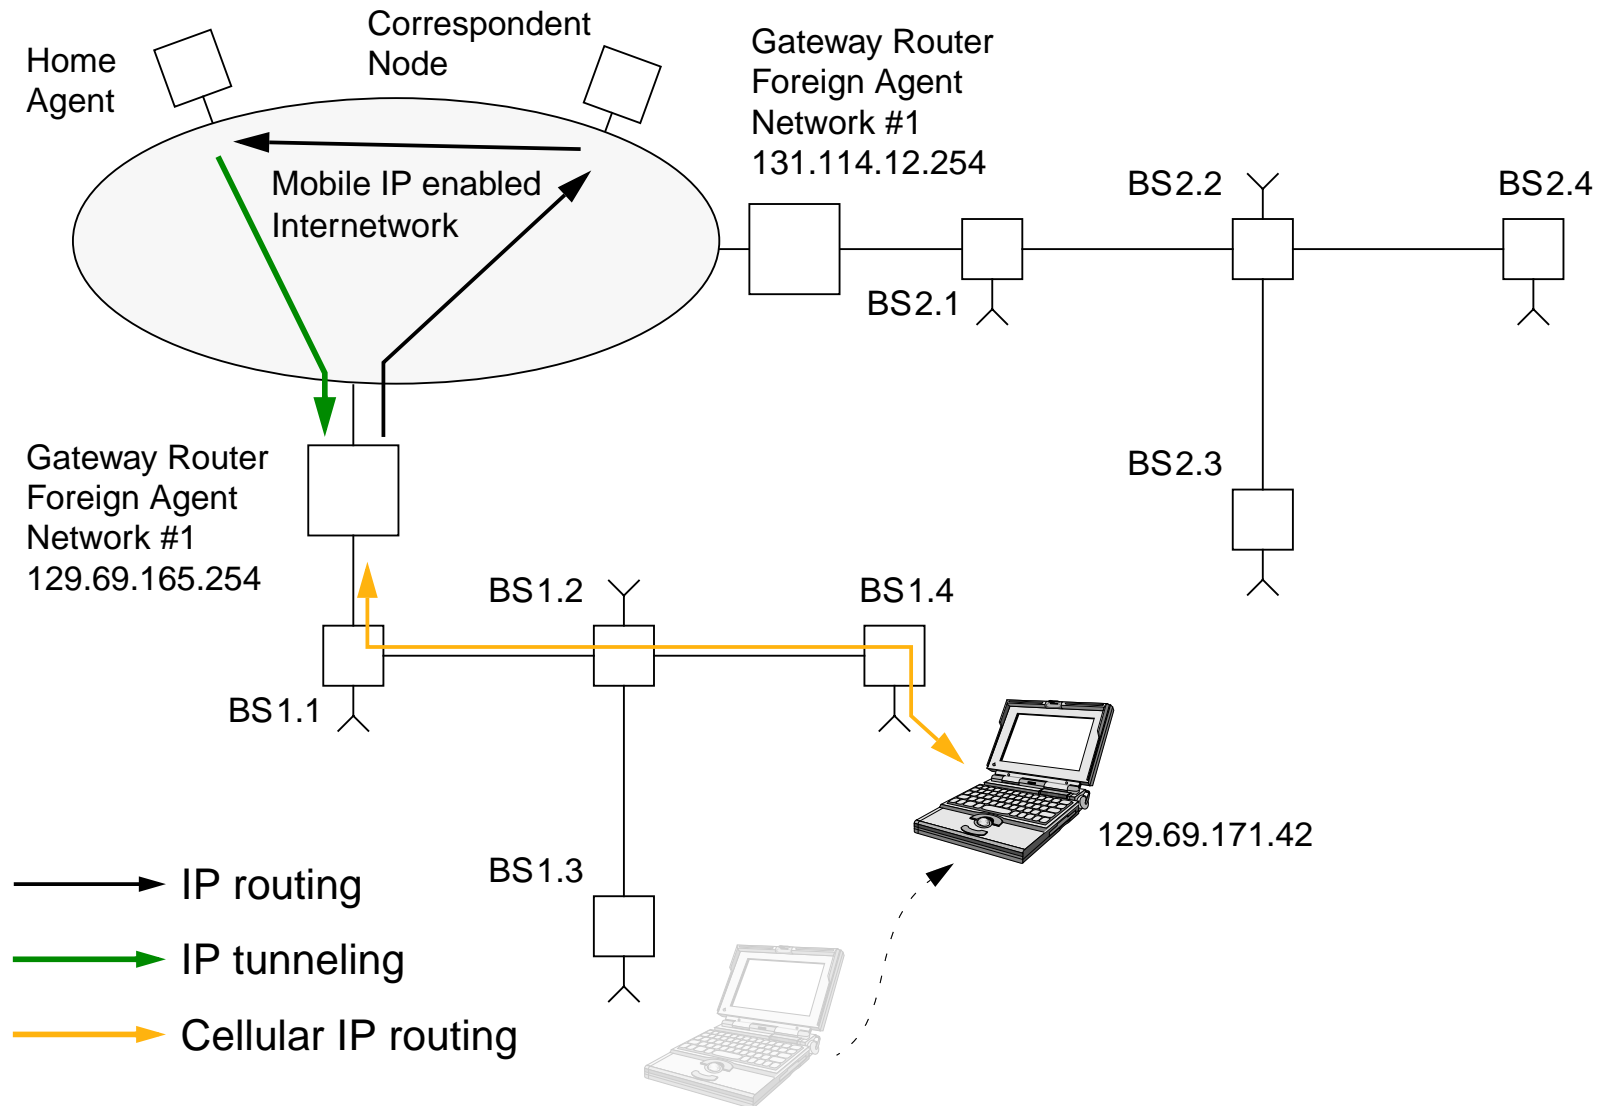 Home
Agent
Correspondent
Node
Gateway Router
Foreign Agent
Network #1
131.114.12.254
Mobile IP enabled
Internetwork
BS2.2
BS2.4
BS2.1
BS2.3
Gateway Router
Foreign Agent
Network #1
129.69.165.254
BS1.2
BS1.4
BS1.1
BS1.3
129.69.171.42
IP routing
IP tunneling
Cellular IP routing